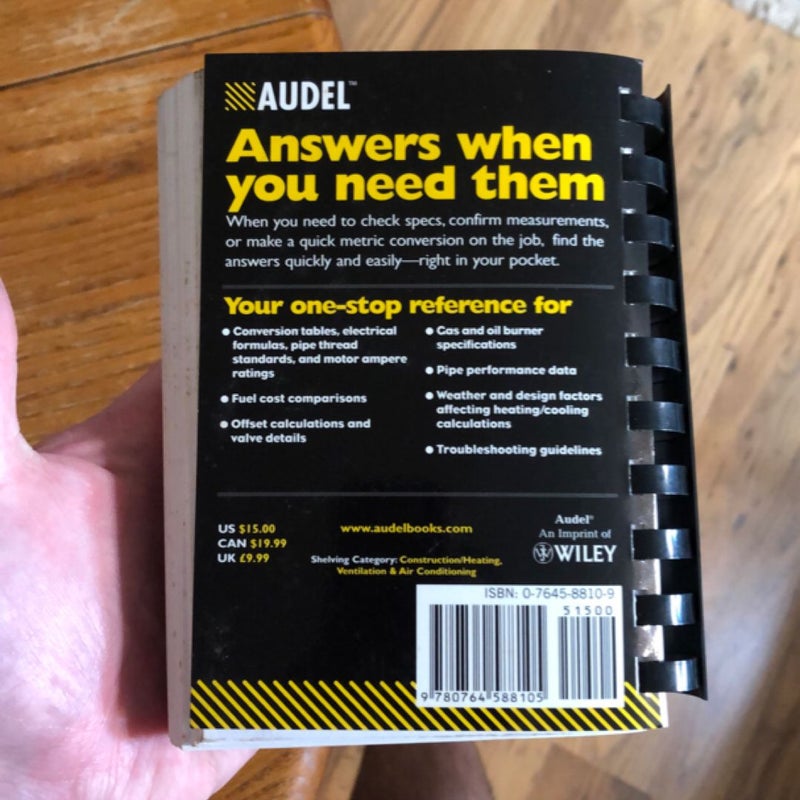 AUDEL™
Answers when
you need them
When you need to check specs, confirm measurements,
or make a quick metric conversion on the job, find the
answers quickly and easily—right in your pocket.
Your one-stop reference for
• Conversion tables, electrical
formulas, pipe thread
standards, and motor ampere
ratings
• Fuel cost comparisons
• Offset calculations and
valve details
• Gas and oil burner
specifications
• Pipe performance data
• Weather and design factors
affecting heating/cooling
calculations
• Troubleshooting guidelines
US $15.00
CAN $19.99
UK £9.99
www.audelbooks.com
Shelving Category: Construction/Heating,
Ventilation & Air Conditioning
Audel®
An Imprint of
WILEY
ISBN: 0-7645-8810-9
51500
9 780764 588105